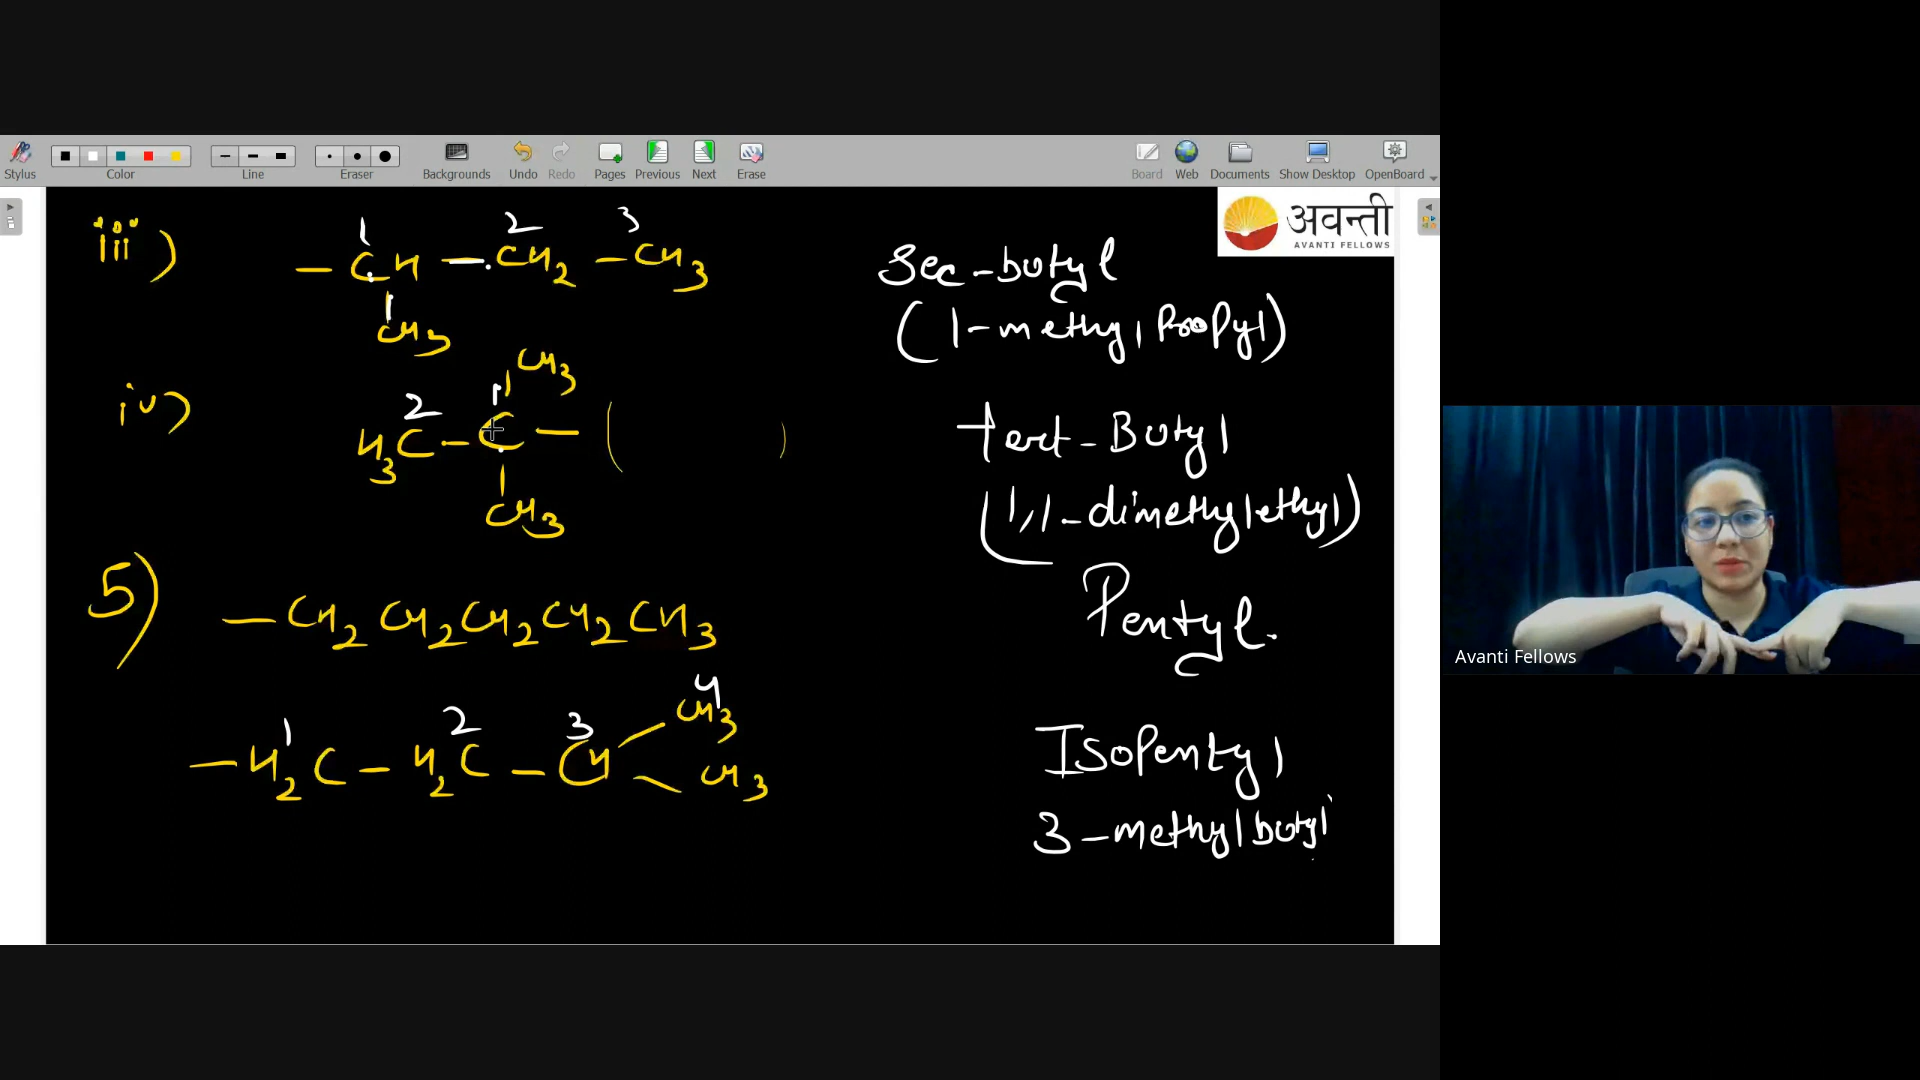 Stylus Color Line Eraser Backgrounds Undo Redo Pages Previous Next Erase Board Web Documents Show Desktop OpenBoard
अवन्ती
AVANTI FELLOWS
iii) 1 2 3
—CH—CH2—CH3 Sec-butyl
CH3 (1-methylpropyl)
CH3
iv) 2 1
H3C—C—( ) tert-Butyl
CH3 (1,1-dimethylethyl)
5) —CH2CH2CH2CH2CH3 Pentyl.
1 2 3 4
—H2C—H2C—CH CH3 Isopentyl
CH3
3-methylbutyl
Avanti Fellows